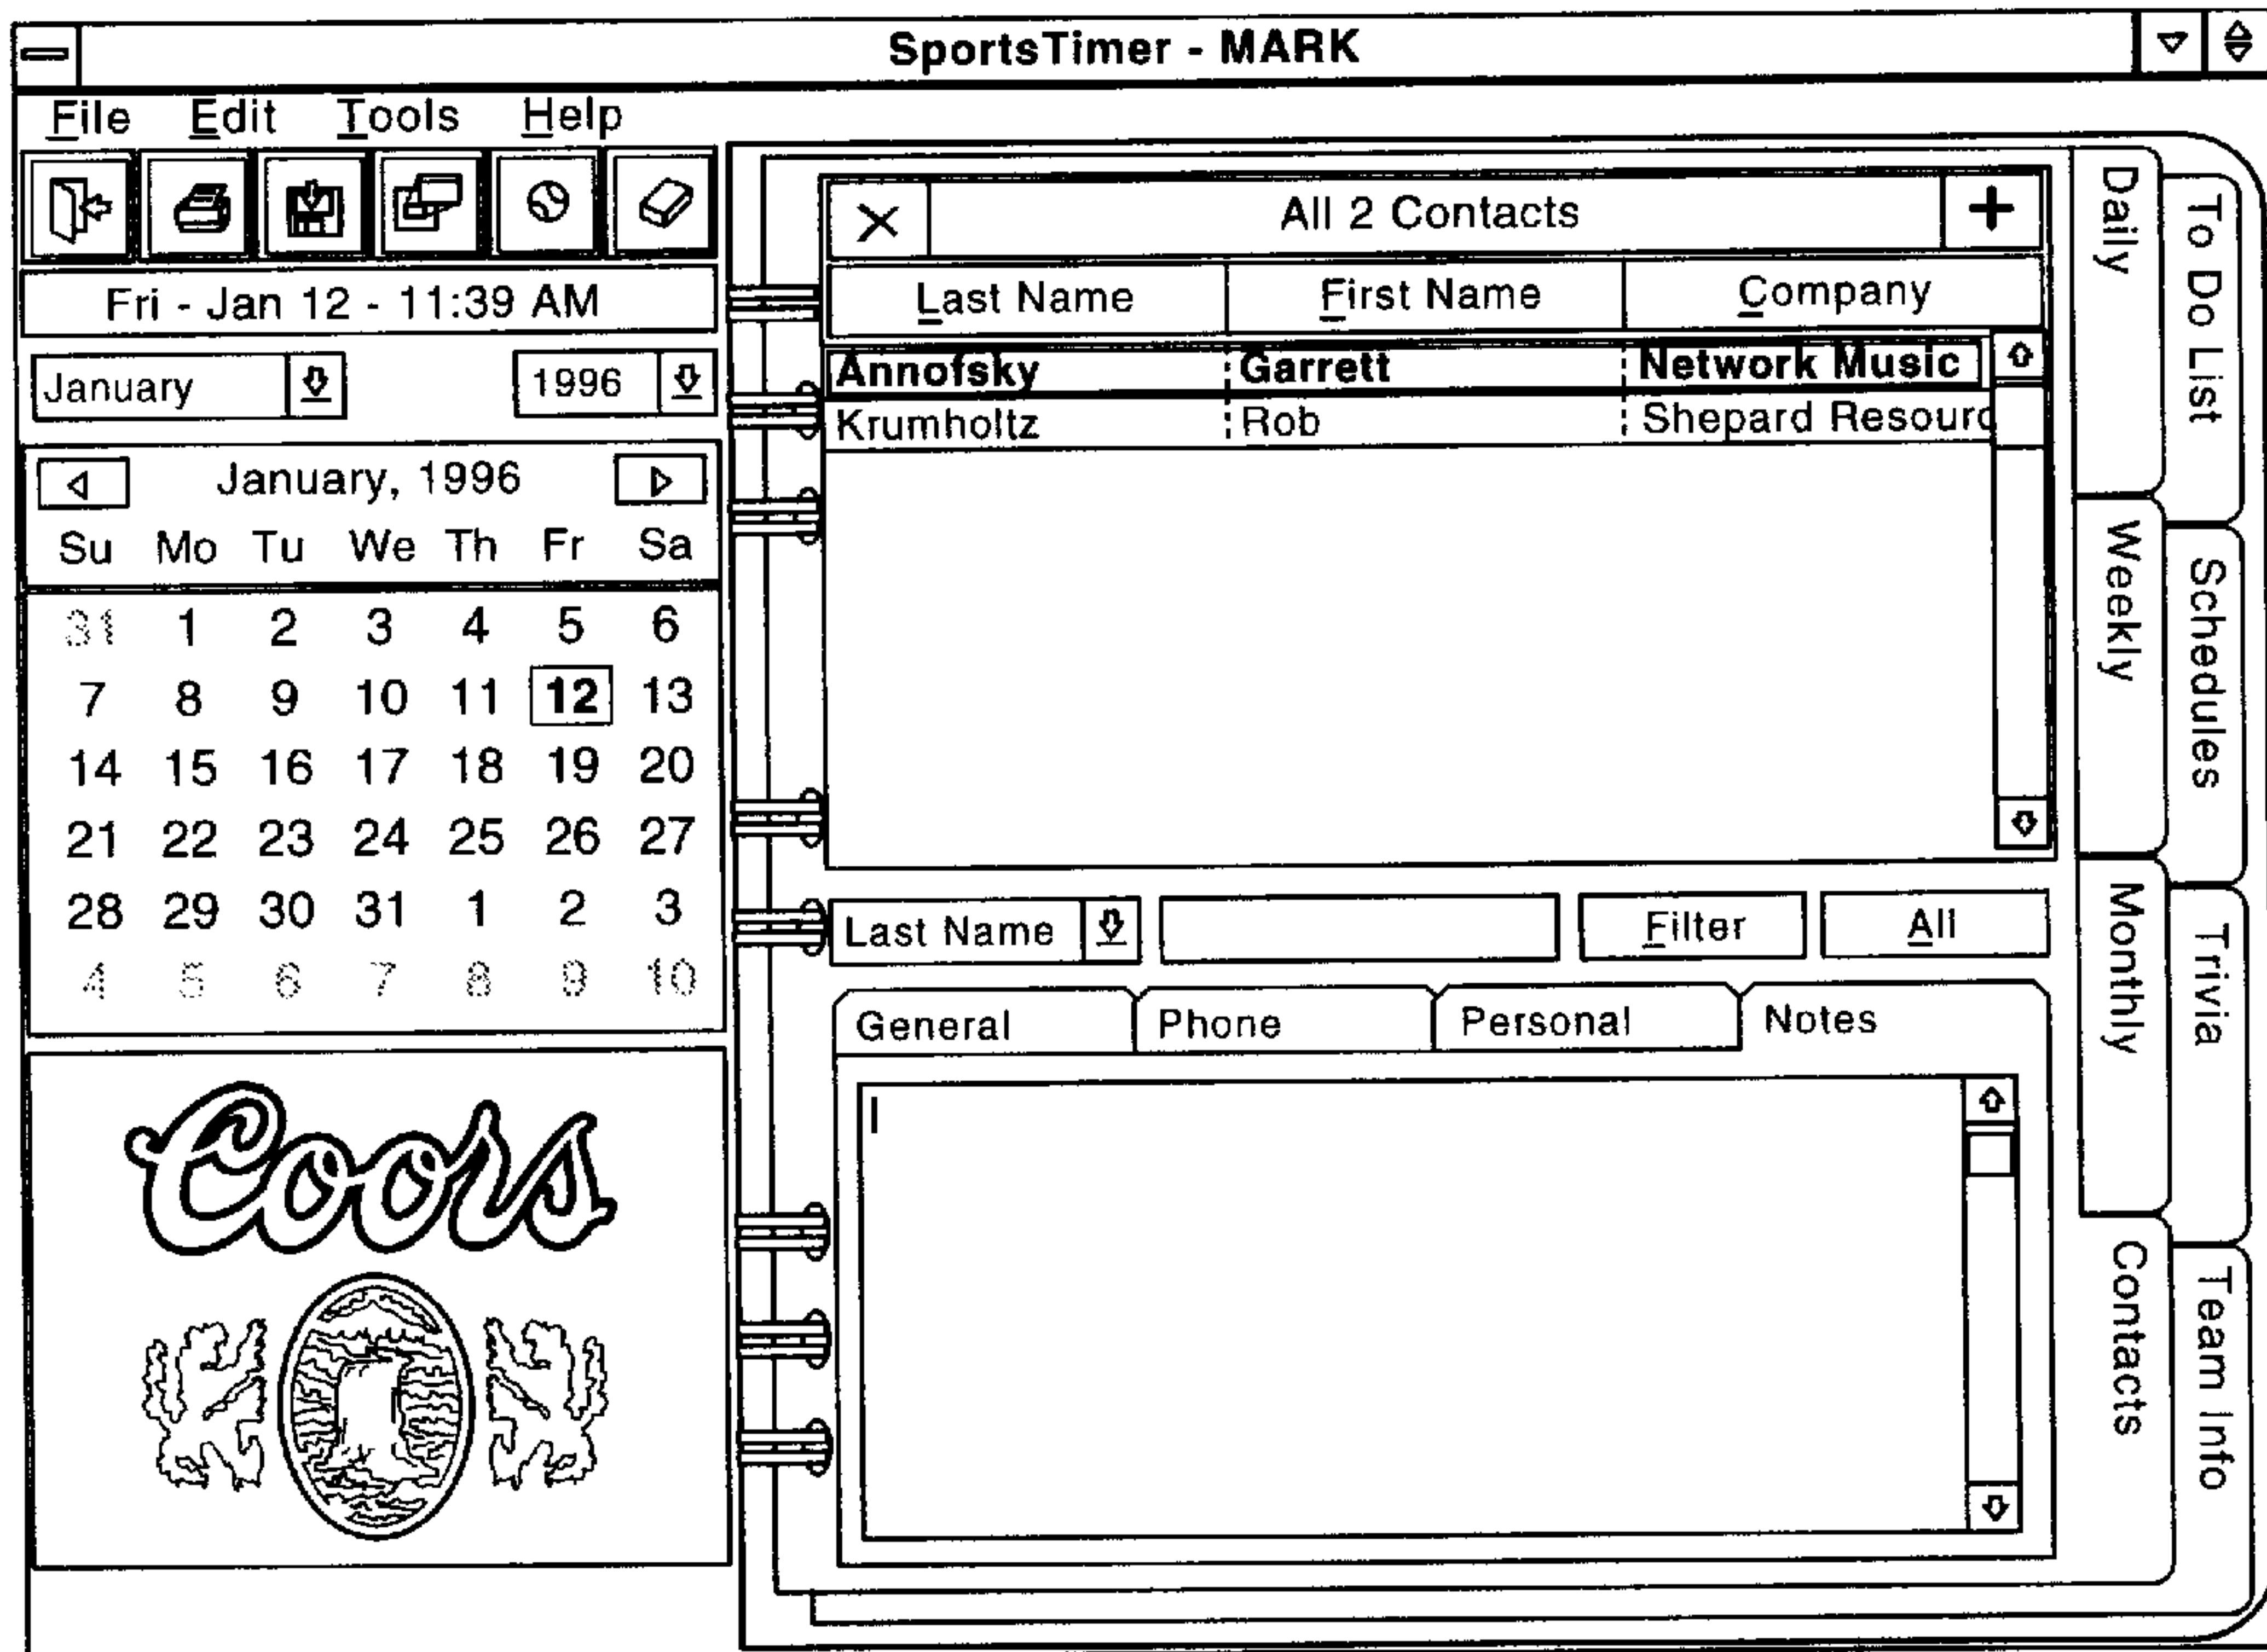 SportsTimer - MARK
File Edit Tools Help
Fri - Jan 12 - 11:39 AM
January 1996
January, 1996
Su Mo Tu We Th Fr Sa
31 1 2 3 4 5 6
7 8 9 10 11 12 13
14 15 16 17 18 19 20
21 22 23 24 25 26 27
28 29 30 31 1 2 3
4 5 6 7 8 9 10
Coors
All 2 Contacts
Last Name First Name Company
Annofsky Garrett Network Music
Krumholtz Rob Shepard Resourc
Last Name Filter All
General Phone Personal Notes
Daily
Weekly
Monthly
Contacts
To Do List
Schedules
Trivia
Team Info